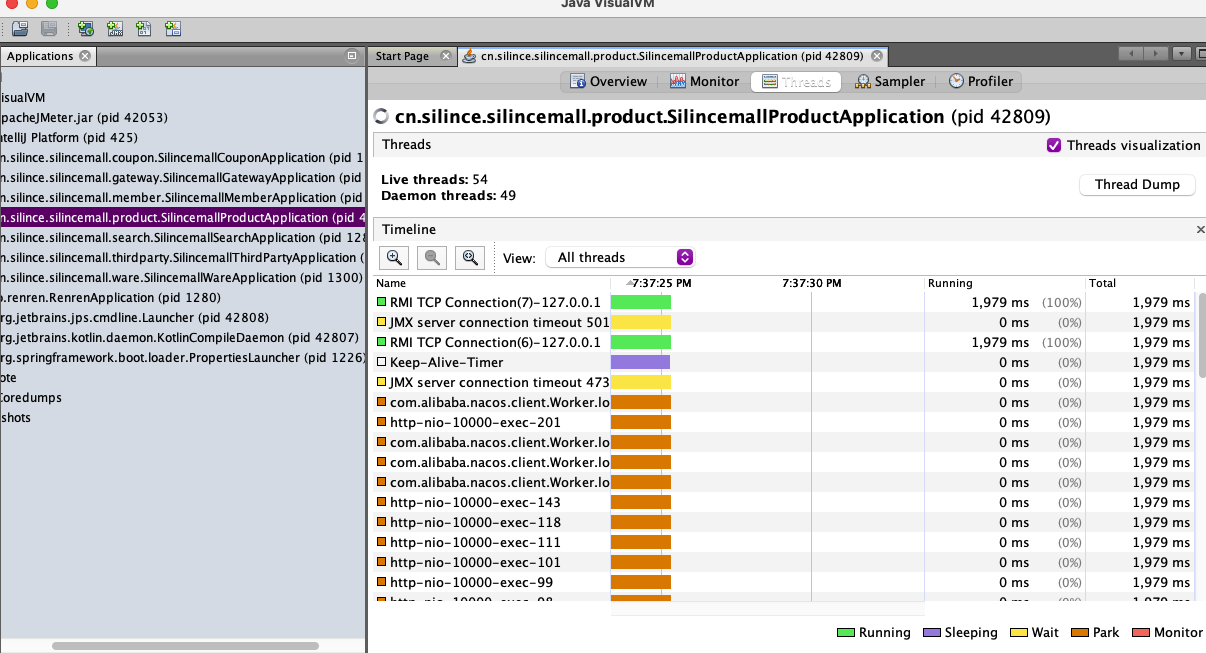 Java VisualVM
Applications
Start Page
cn.silince.silincemall.product.SilincemallProductApplication (pid 42809)
Overview
Monitor
Threads
Sampler
Profiler
isualVM
pacheJMeter.jar (pid 42053)
ntelliJ Platform (pid 425)
n.silince.silincemall.coupon.SilincemallCouponApplication (pid 1
n.silince.silincemall.gateway.SilincemallGatewayApplication (pid
n.silince.silincemall.member.SilincemallMemberApplication (pid
n.silince.silincemall.product.SilincemallProductApplication (pid 4
n.silince.silincemall.search.SilincemallSearchApplication (pid 128
n.silince.silincemall.thirdparty.SilincemallThirdPartyApplication (
n.silince.silincemall.ware.SilincemallWareApplication (pid 1300)
o.renren.RenrenApplication (pid 1280)
rg.jetbrains.jps.cmdline.Launcher (pid 42808)
rg.jetbrains.kotlin.daemon.KotlinCompileDaemon (pid 42807)
rg.springframework.boot.loader.PropertiesLauncher (pid 1226)
ote
Coredumps
shots
cn.silince.silincemall.product.SilincemallProductApplication (pid 42809)
Threads
Threads visualization
Live threads: 54
Daemon threads: 49
Thread Dump
Timeline
View: All threads
Name 7:37:25 PM 7:37:30 PM Running Total
RMI TCP Connection(7)-127.0.0.1 1,979 ms (100%) 1,979 ms
JMX server connection timeout 501 0 ms (0%) 1,979 ms
RMI TCP Connection(6)-127.0.0.1 1,979 ms (100%) 1,979 ms
Keep-Alive-Timer 0 ms (0%) 1,979 ms
JMX server connection timeout 473 0 ms (0%) 1,979 ms
com.alibaba.nacos.client.Worker.lo 0 ms (0%) 1,979 ms
http-nio-10000-exec-201 0 ms (0%) 1,979 ms
com.alibaba.nacos.client.Worker.lo 0 ms (0%) 1,979 ms
com.alibaba.nacos.client.Worker.lo 0 ms (0%) 1,979 ms
com.alibaba.nacos.client.Worker.lo 0 ms (0%) 1,979 ms
http-nio-10000-exec-143 0 ms (0%) 1,979 ms
http-nio-10000-exec-118 0 ms (0%) 1,979 ms
http-nio-10000-exec-111 0 ms (0%) 1,979 ms
http-nio-10000-exec-101 0 ms (0%) 1,979 ms
http-nio-10000-exec-99 0 ms (0%) 1,979 ms
http-nio-10000-exec-98 0 ms (0%) 1,979 ms
Running Sleeping Wait Park Monitor